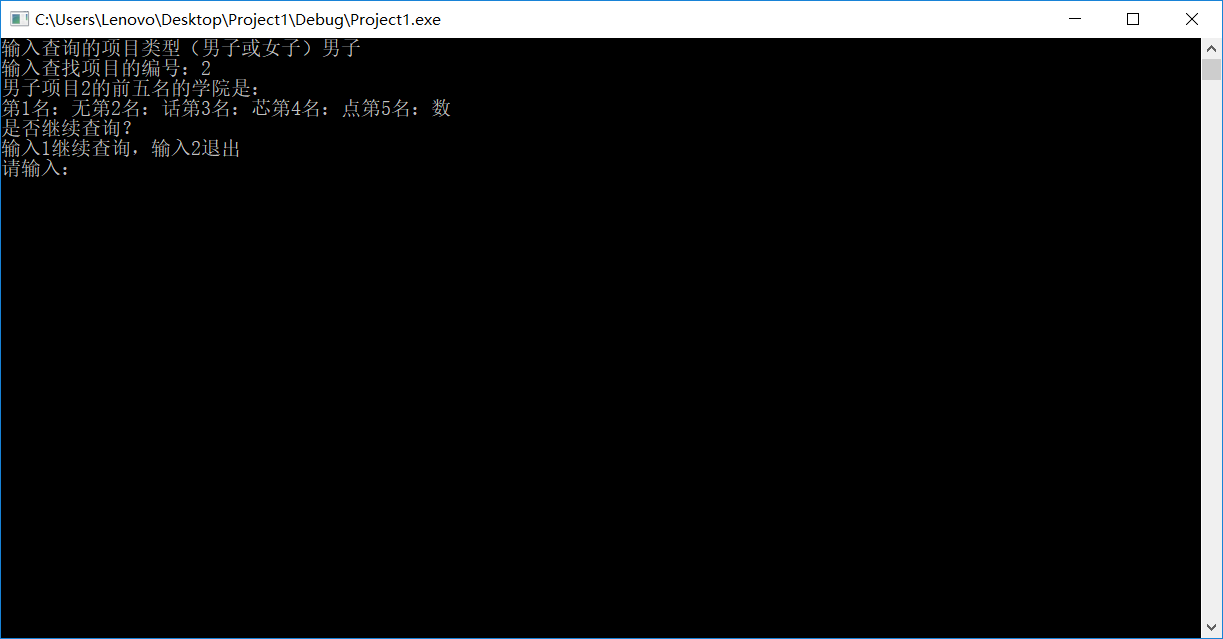 C:\Users\Lenovo\Desktop\Project1\Debug\Project1.exe
输入查询的项目类型（男子或女子）男子
输入查找项目的编号：2
男子项目2的前五名的学院是：
第1名：无第2名：话第3名：芯第4名：点第5名：数
是否继续查询？
输入1继续查询，输入2退出
请输入：